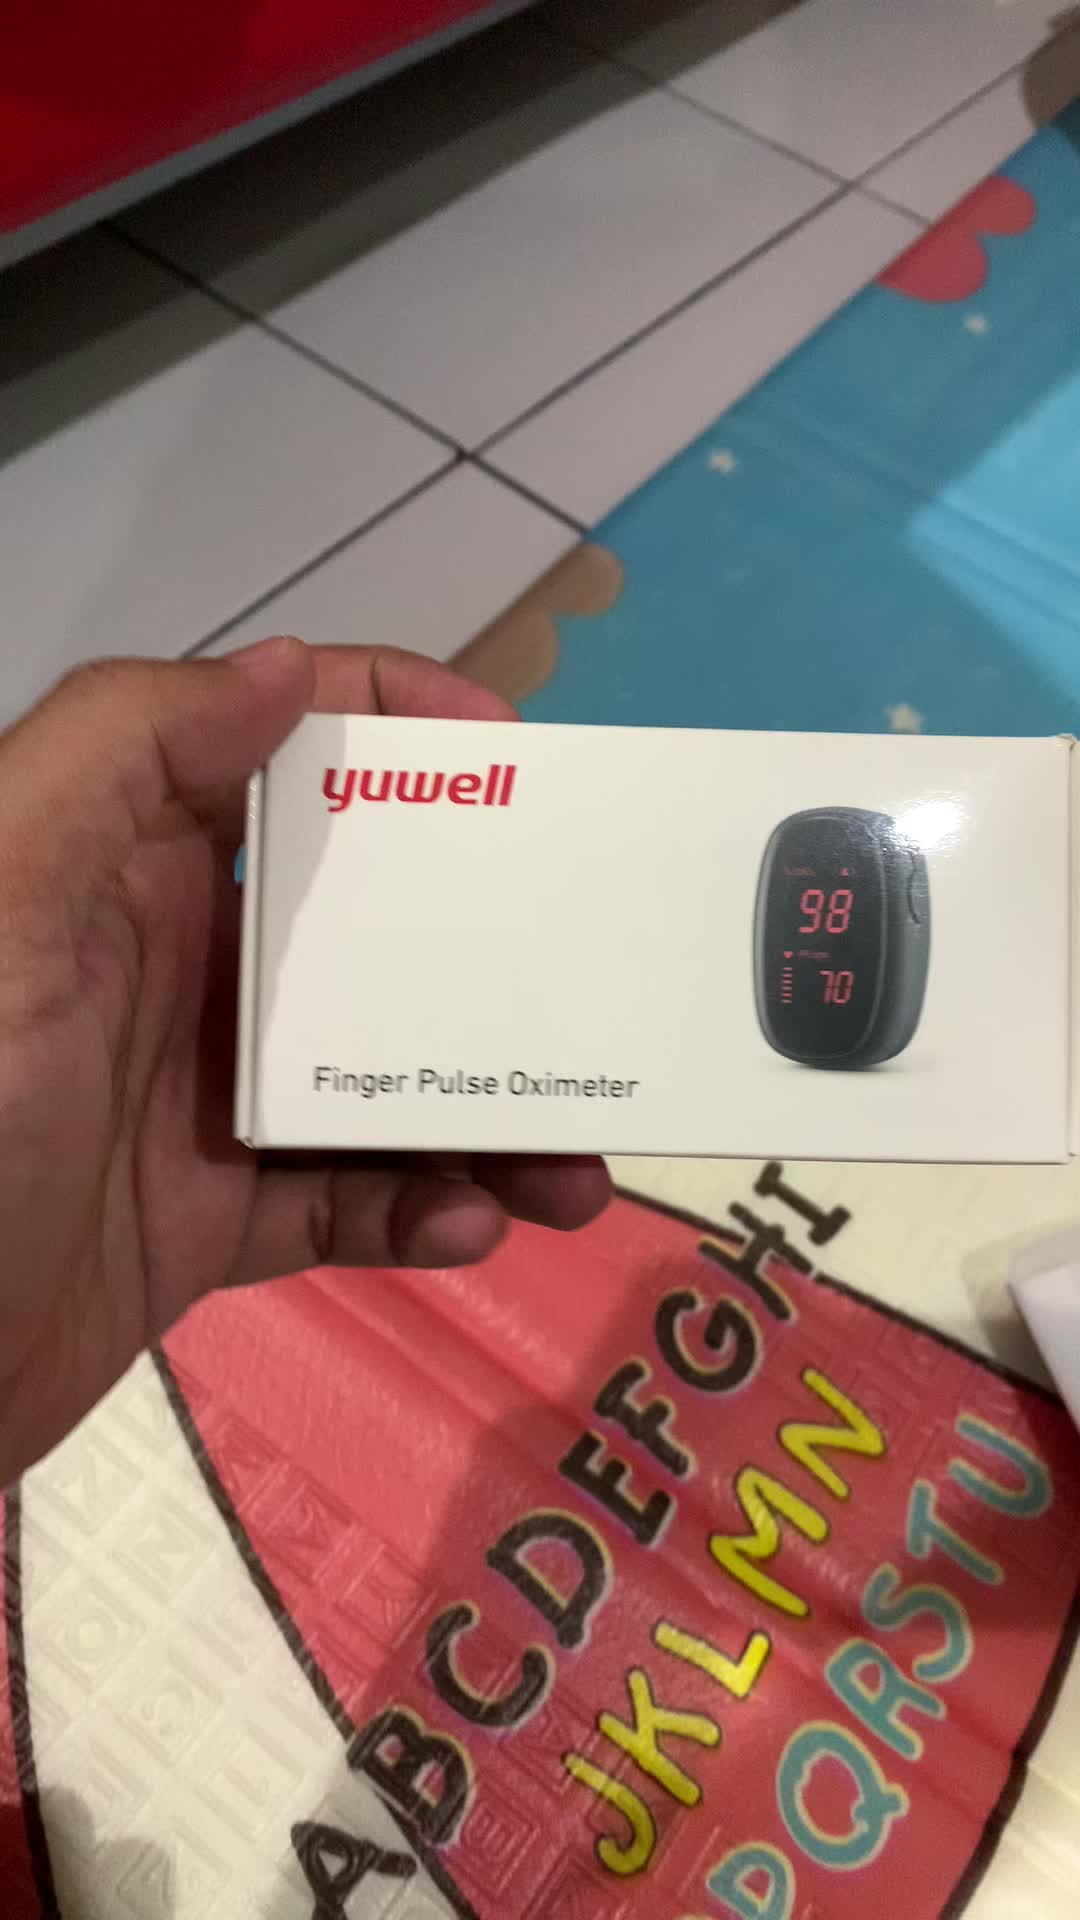 yuwell
98
70
Finger Pulse Oximeter
ABCDEFGHI
JKLMN
PQRSTU